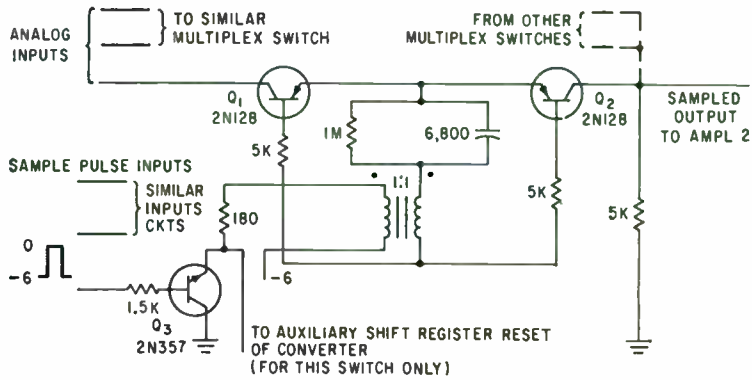 TO SIMILAR
MULTIPLEX SWITCH
FROM OTHER
MULTIPLEX SWITCHES
ANALOG
INPUTS
Q1
2N128
Q2
2N128
SAMPLED
OUTPUT
TO AMPL 2
1M
6,800
5K
SAMPLE PULSE INPUTS
SIMILAR
INPUTS
CKTS
1:1
180
5K
5K
0
-6
-6
1.5K
Q3
2N357
TO AUXILIARY SHIFT REGISTER RESET
OF CONVERTER
(FOR THIS SWITCH ONLY)